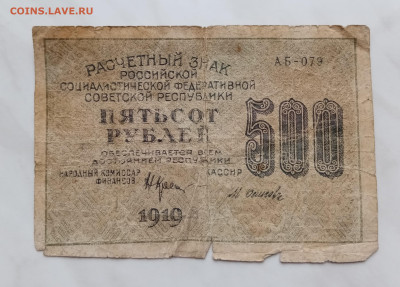 COINS.LAVE.RU
РАСЧЕТНЫЙ ЗНАК
АБ-079
РОССИЙСКОЙ
СОЦИАЛИСТИЧЕСКОЙ ФЕДЕРАТИВНОЙ
СОВЕТСКОЙ РЕСПУБЛИКИ
ПЯТЬСОТ
РУБЛЕЙ
500
ОБЕСПЕЧИВАЕТСЯ ВСЕМ
ДОСТОЯНИЕМ РЕСПУБЛИКИ
НАРОДНЫЙ КОМИССАР
ФИНАНСОВ
КАССИР
1919